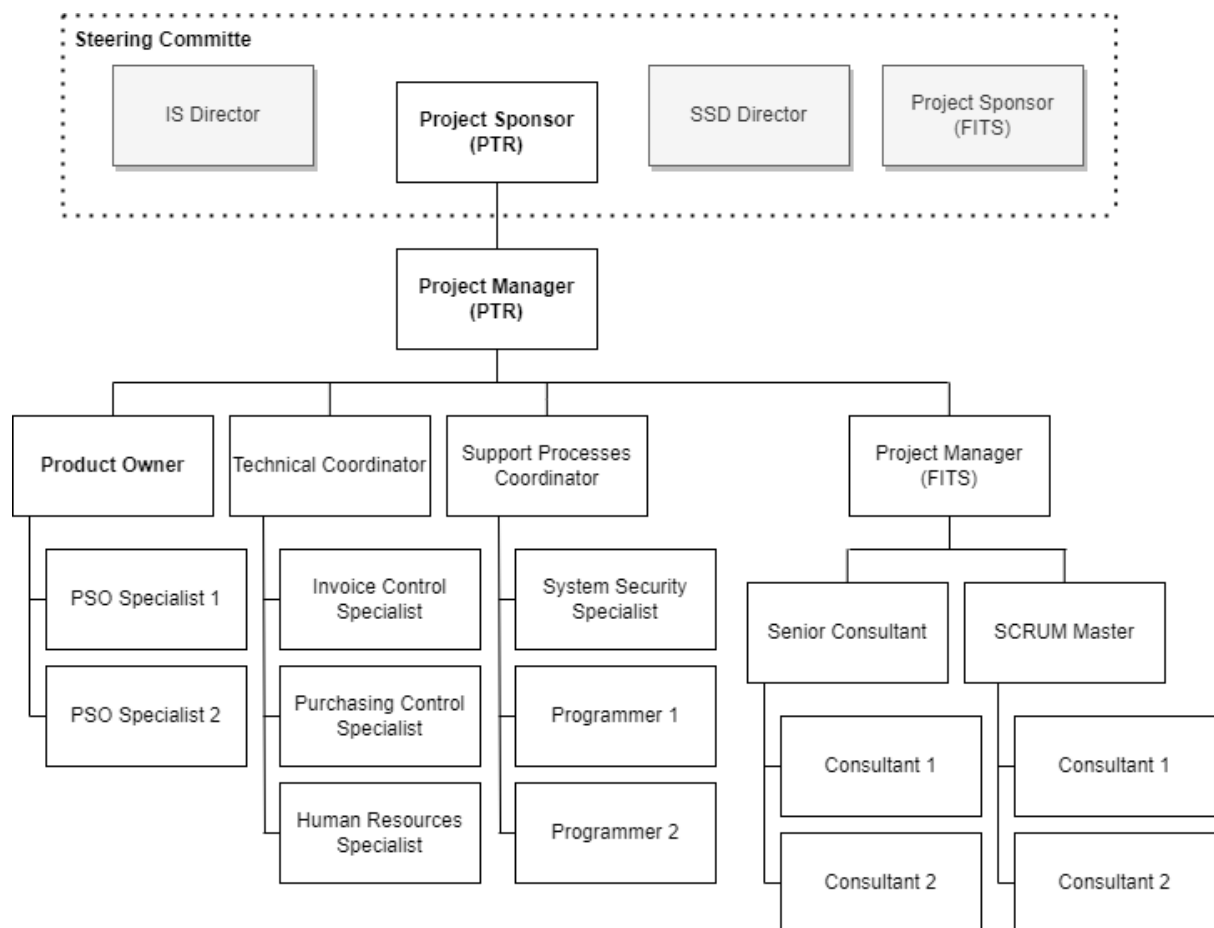 Steering Committe
IS Director
Project Sponsor
(PTR)
SSD Director
Project Sponsor
(FITS)
Project Manager
(PTR)
Product Owner
Technical Coordinator
Support Processes
Coordinator
Project Manager
(FITS)
PSO Specialist 1
PSO Specialist 2
Invoice Control
Specialist
Purchasing Control
Specialist
Human Resources
Specialist
System Security
Specialist
Programmer 1
Programmer 2
Senior Consultant
SCRUM Master
Consultant 1
Consultant 2
Consultant 1
Consultant 2